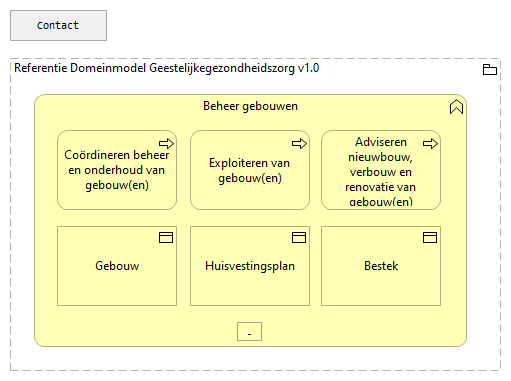 Contact
Referentie Domeinmodel Geestelijkegezondheidszorg v1.0
Beheer gebouwen
Coördineren beheer
en onderhoud van
gebouw(en)
Exploiteren van
gebouw(en)
Adviseren
nieuwbouw,
verbouw en
renovatie van
gebouw(en)
Gebouw
Huisvestingsplan
Bestek
-